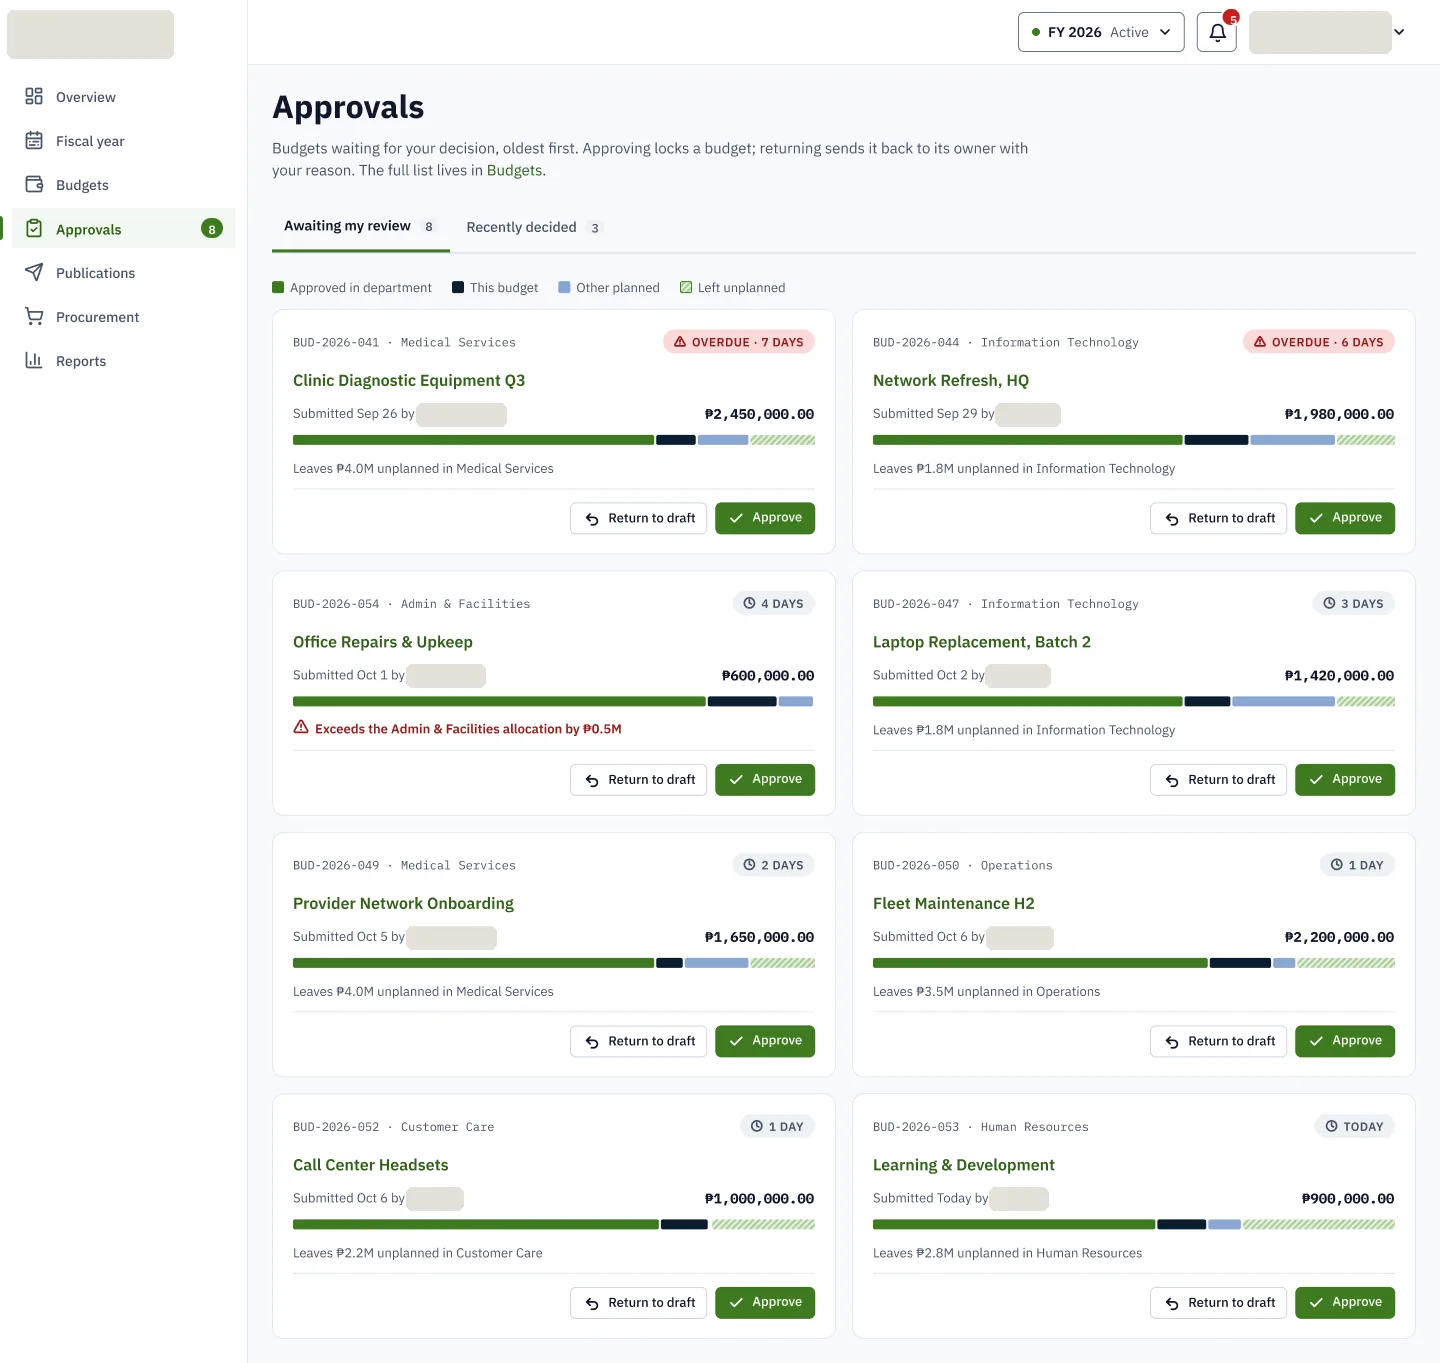 FY 2026 Active
5
Overview
Fiscal year
Budgets
Approvals 8
Publications
Procurement
Reports
Approvals
Budgets waiting for your decision, oldest first. Approving locks a budget; returning sends it back to its owner with
your reason. The full list lives in Budgets.
Awaiting my review 8
Recently decided 3
Approved in department
This budget
Other planned
Left unplanned
BUD-2026-041 · Medical Services
OVERDUE · 7 DAYS
Clinic Diagnostic Equipment Q3
Submitted Sep 26 by
₱2,450,000.00
Leaves ₱4.0M unplanned in Medical Services
Return to draft
Approve
BUD-2026-044 · Information Technology
OVERDUE · 6 DAYS
Network Refresh, HQ
Submitted Sep 29 by
₱1,980,000.00
Leaves ₱1.8M unplanned in Information Technology
Return to draft
Approve
BUD-2026-054 · Admin & Facilities
4 DAYS
Office Repairs & Upkeep
Submitted Oct 1 by
₱600,000.00
Exceeds the Admin & Facilities allocation by ₱0.5M
Return to draft
Approve
BUD-2026-047 · Information Technology
3 DAYS
Laptop Replacement, Batch 2
Submitted Oct 2 by
₱1,420,000.00
Leaves ₱1.8M unplanned in Information Technology
Return to draft
Approve
BUD-2026-049 · Medical Services
2 DAYS
Provider Network Onboarding
Submitted Oct 5 by
₱1,650,000.00
Leaves ₱4.0M unplanned in Medical Services
Return to draft
Approve
BUD-2026-050 · Operations
1 DAY
Fleet Maintenance H2
Submitted Oct 6 by
₱2,200,000.00
Leaves ₱3.5M unplanned in Operations
Return to draft
Approve
BUD-2026-052 · Customer Care
1 DAY
Call Center Headsets
Submitted Oct 6 by
₱1,000,000.00
Leaves ₱2.2M unplanned in Customer Care
Return to draft
Approve
BUD-2026-053 · Human Resources
TODAY
Learning & Development
Submitted Today by
₱900,000.00
Leaves ₱2.8M unplanned in Human Resources
Return to draft
Approve